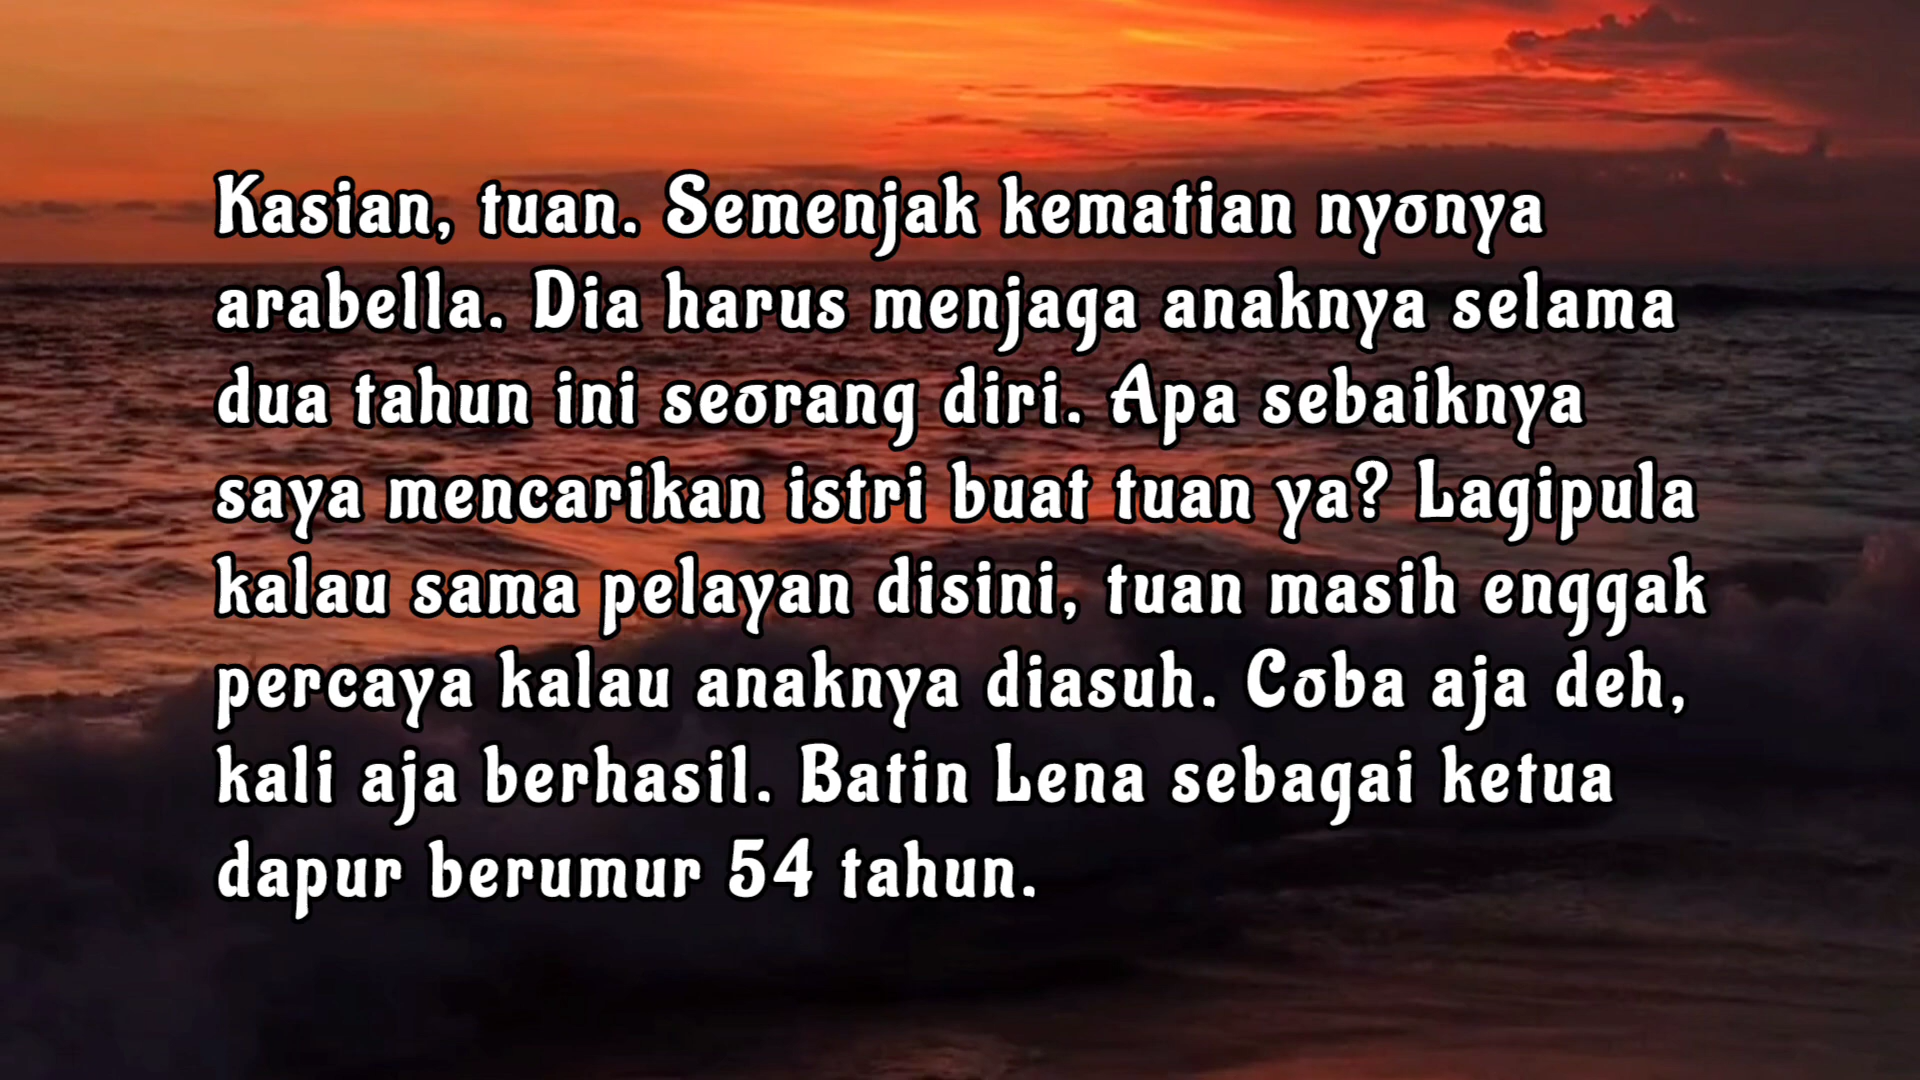 Kasian, tuan. Semenjak kematian nyonya
arabella. Dia harus menjaga anaknya selama
dua tahun ini seorang diri. Apa sebaiknya
saya mencarikan istri buat tuan ya? Lagipula
kalau sama pelayan disini, tuan masih enggak
percaya kalau anaknya diasuh. Coba aja deh,
kali aja berhasil. Batin Lena sebagai ketua
dapur berumur 54 tahun.